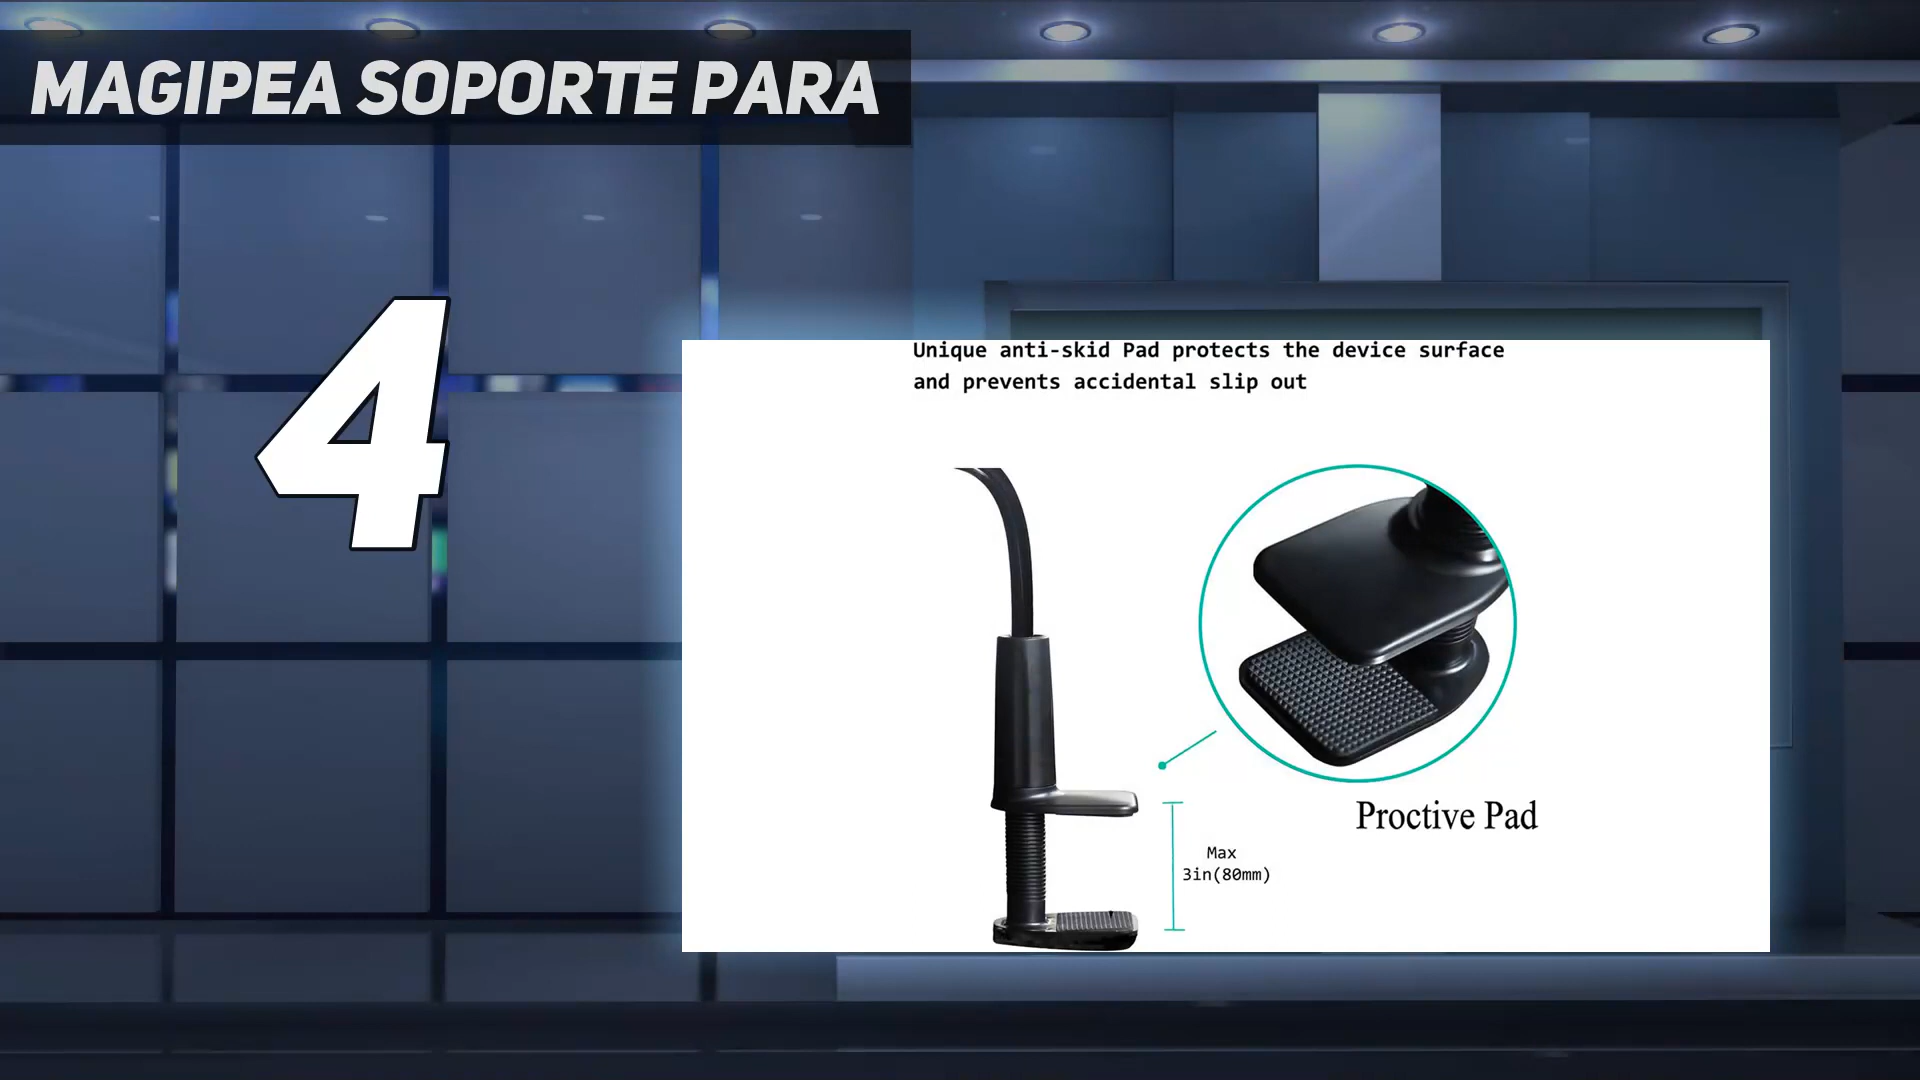 MAGIPEA SOPORTE PARA
4
Unique anti-skid Pad protects the device surface
and prevents accidental slip out
Proctive Pad
Max
3in(80mm)